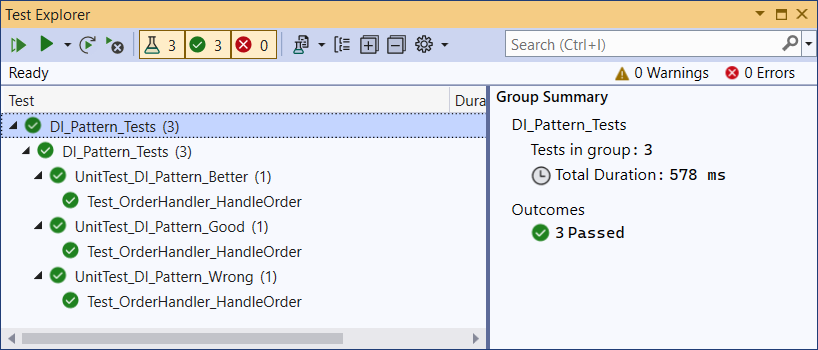 Test Explorer
3 3 0
Search (Ctrl+I)
Ready
0 Warnings 0 Errors
Test Dura
DI_Pattern_Tests (3)
DI_Pattern_Tests (3)
UnitTest_DI_Pattern_Better (1)
Test_OrderHandler_HandleOrder
UnitTest_DI_Pattern_Good (1)
Test_OrderHandler_HandleOrder
UnitTest_DI_Pattern_Wrong (1)
Test_OrderHandler_HandleOrder
Group Summary
DI_Pattern_Tests
Tests in group: 3
Total Duration: 578 ms
Outcomes
3 Passed